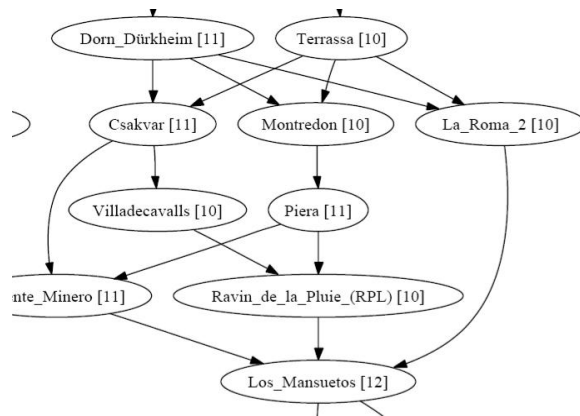 Dorn_Dürkheim [11]
Terrassa [10]
Csakvar [11]
Montredon [10]
La_Roma_2 [10]
Villadecavalls [10]
Piera [11]
ente_Minero [11]
Ravin_de_la_Pluie_(RPL) [10]
Los_Mansuetos [12]